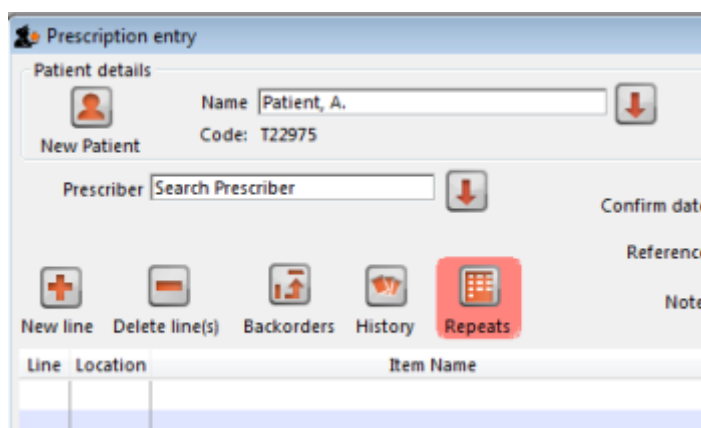 Prescription entry
Patient details
Name Patient, A.
Code: T22975
New Patient
Prescriber Search Prescriber
Confirm date
Reference
Note
New line Delete line(s) Backorders History Repeats
Line Location Item Name